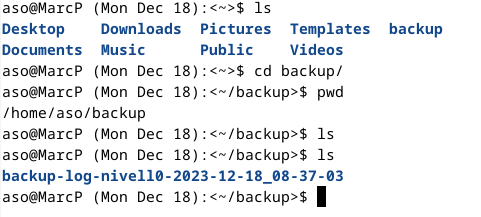 aso@MarcP (Mon Dec 18):<~>$ ls
Desktop Downloads Pictures Templates backup
Documents Music Public Videos
aso@MarcP (Mon Dec 18):<~>$ cd backup/
aso@MarcP (Mon Dec 18):<~/backup>$ pwd
/home/aso/backup
aso@MarcP (Mon Dec 18):<~/backup>$ ls
aso@MarcP (Mon Dec 18):<~/backup>$ ls
backup-log-nivell0-2023-12-18_08-37-03
aso@MarcP (Mon Dec 18):<~/backup>$